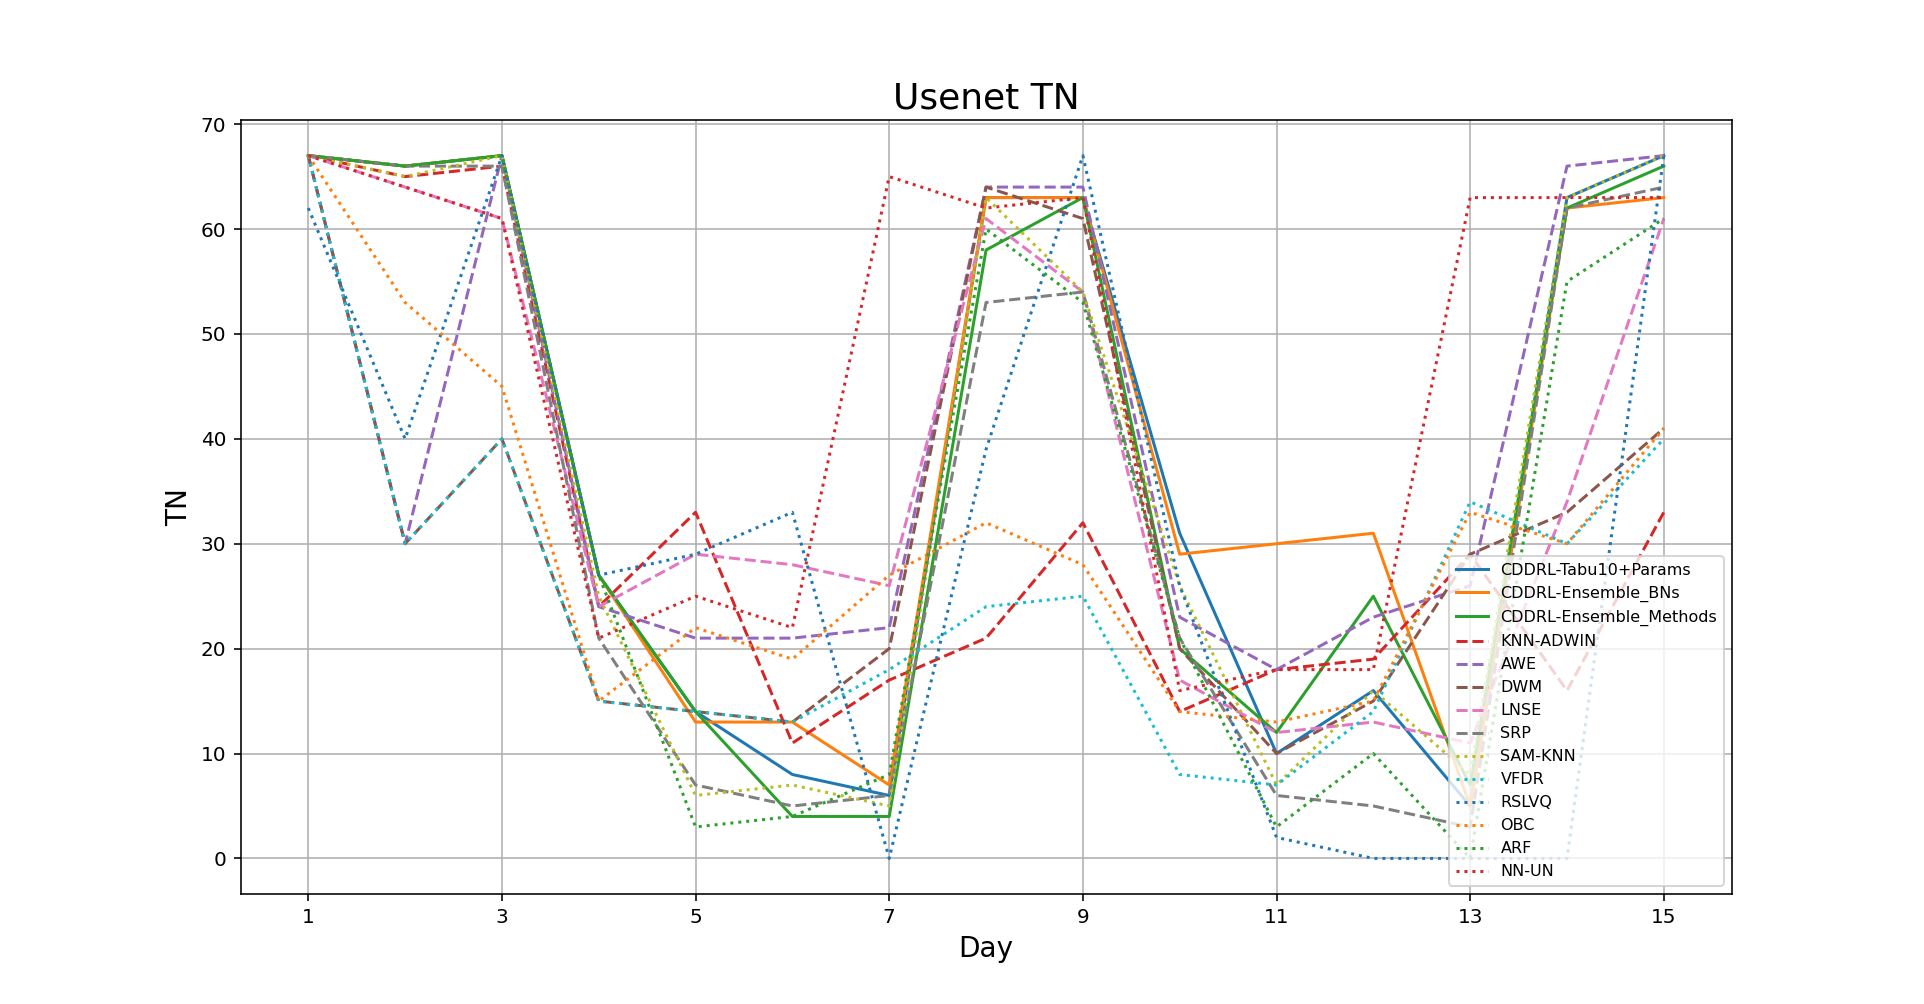 Usenet TN
70
60
50
40
30
20
10
0
TN
1 3 5 7 9 11 13 15
Day
CDDRL-Tabu10+Params
CDDRL-Ensemble_BNs
CDDRL-Ensemble_Methods
KNN-ADWIN
AWE
DWM
LNSE
SRP
SAM-KNN
VFDR
RSLVQ
OBC
ARF
NN-UN